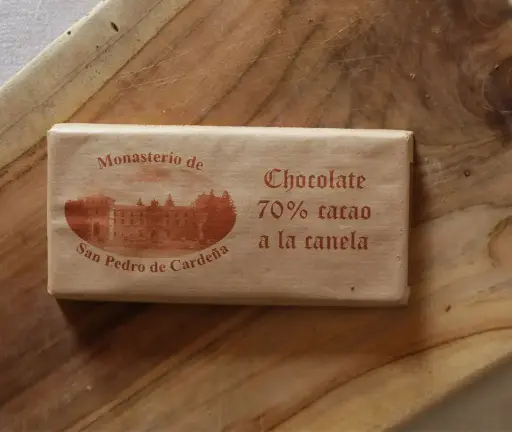 Monasterio de
San Pedro de Cardeña
Chocolate
70% cacao
a la canela